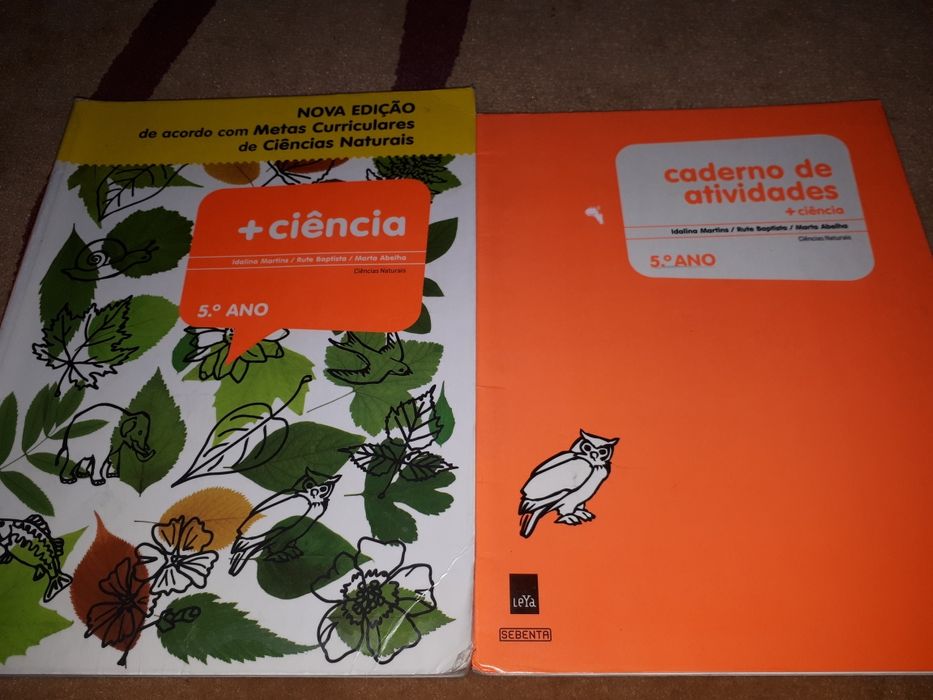 NOVA EDIÇÃO
de acordo com Metas Curriculares
de Ciências Naturais
+ciência
Idalina Martins / Rute Baptista / Marta Abelha
Ciências Naturais
5.º ANO
caderno de
atividades
+ciência
Idalina Martins / Rute Baptista / Marta Abelha
Ciências Naturais
5.º ANO
LeYa
SEBENTA